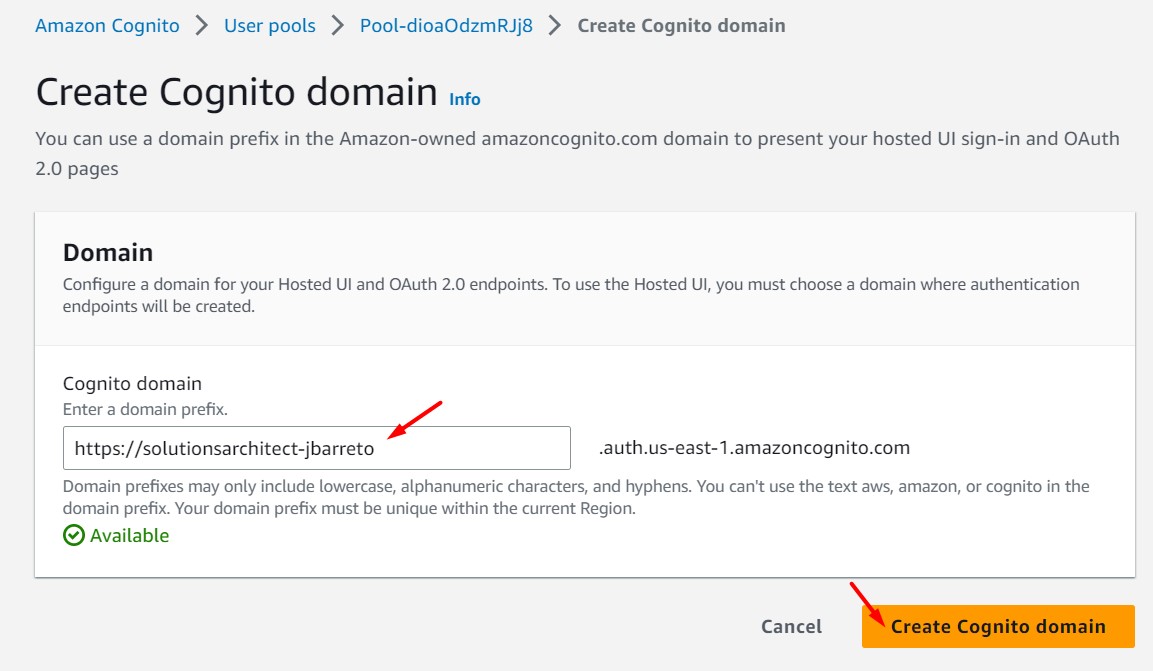 Amazon Cognito > User pools > Pool-dioaOdzmRJj8 > Create Cognito domain
Create Cognito domain Info
You can use a domain prefix in the Amazon-owned amazoncognito.com domain to present your hosted UI sign-in and OAuth
2.0 pages
Domain
Configure a domain for your Hosted UI and OAuth 2.0 endpoints. To use the Hosted UI, you must choose a domain where authentication
endpoints will be created.
Cognito domain
Enter a domain prefix.
https://solutionsarchitect-jbarreto .auth.us-east-1.amazoncognito.com
Domain prefixes may only include lowercase, alphanumeric characters, and hyphens. You can't use the text aws, amazon, or cognito in the
domain prefix. Your domain prefix must be unique within the current Region.
Available
Cancel Create Cognito domain